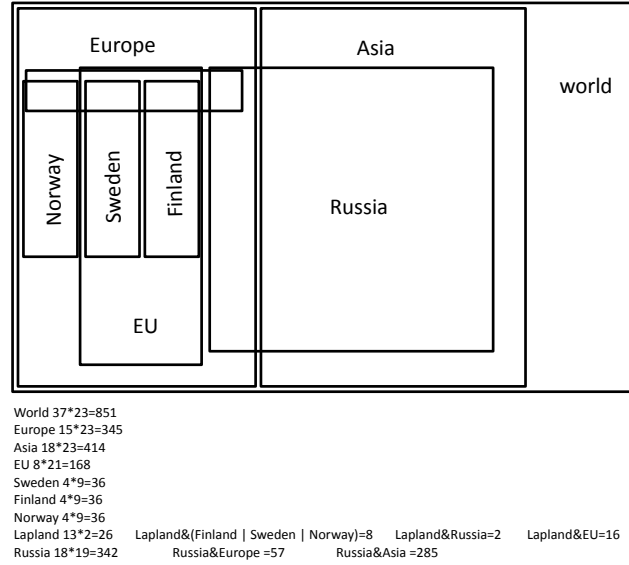 Europe
Asia
world
Norway
Sweden
Finland
Russia
EU
World 37*23=851
Europe 15*23=345
Asia 18*23=414
EU 8*21=168
Sweden 4*9=36
Finland 4*9=36
Norway 4*9=36
Lapland 13*2=26 Lapland&(Finland | Sweden | Norway)=8 Lapland&Russia=2 Lapland&EU=16
Russia 18*19=342 Russia&Europe =57 Russia&Asia =285